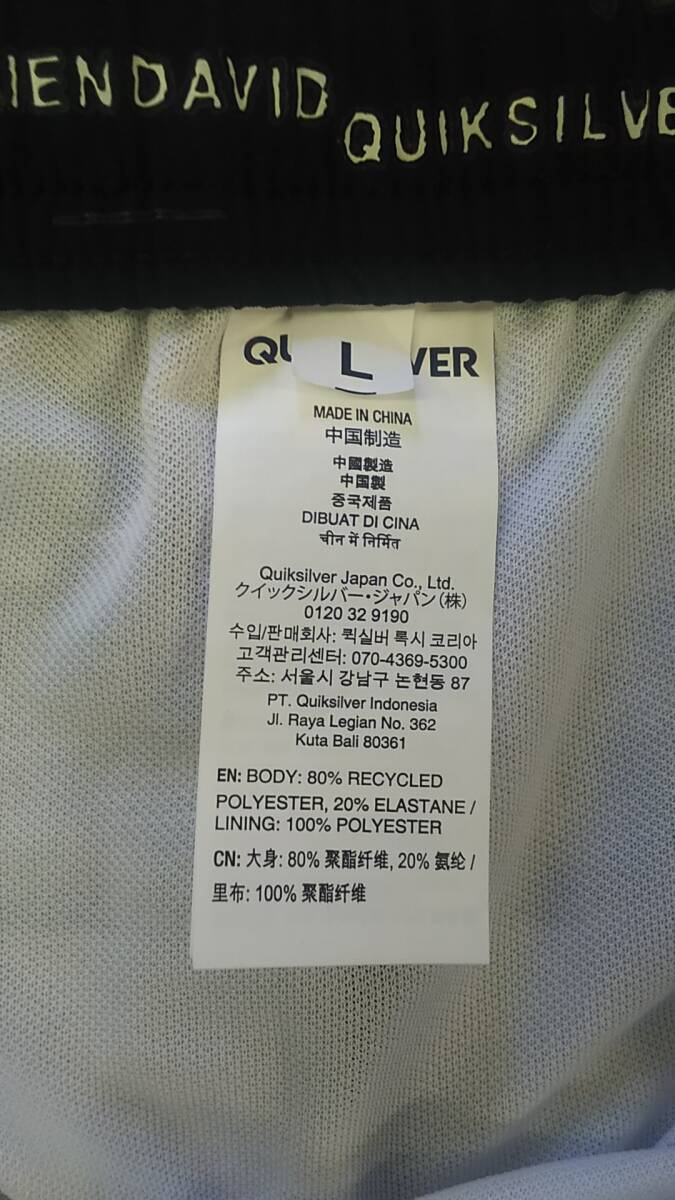 IENDAVID
QUIKSILVE
L
MADE IN CHINA
中国制造
中國製造
中国製
중국제품
DIBUAT DI CINA
चीन में निर्मित
Quiksilver Japan Co., Ltd.
クイックシルバー・ジャパン(株)
0120 32 9190
수입/판매회사: 퀵실버 록시 코리아
고객관리센터: 070-4369-5300
주소: 서울시 강남구 논현동 87
PT. Quiksilver Indonesia
Jl. Raya Legian No. 362
Kuta Bali 80361
EN: BODY: 80% RECYCLED
POLYESTER, 20% ELASTANE /
LINING: 100% POLYESTER
CN: 大身: 80% 聚酯纤维, 20% 氨纶 /
里布: 100% 聚酯纤维